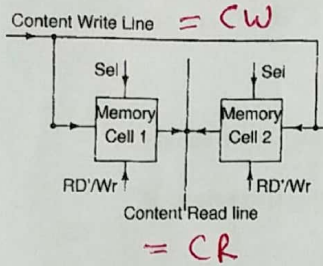 Content Write Line = CW
Sel
Sel
Memory
Cell 1
Memory
Cell 2
RD'/Wr
RD'/Wr
Content Read line
= CR